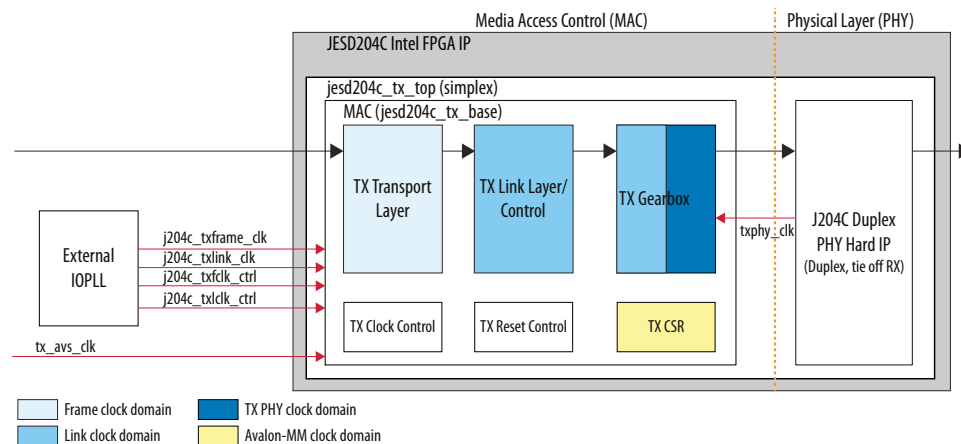 Media Access Control (MAC)
Physical Layer (PHY)
JESD204C Intel FPGA IP
jesd204c_tx_top (simplex)
MAC (jesd204c_tx_base)
TX Transport
Layer
TX Link Layer/
Control
TX Gearbox
txphy_clk
J204C Duplex
PHY Hard IP
(Duplex, tie off RX)
External
IOPLL
j204c_txframe_clk
j204c_txlink_clk
j204c_txfclk_ctrl
j204c_txlclk_ctrl
tx_avs_clk
TX Clock Control
TX Reset Control
TX CSR
Frame clock domain
TX PHY clock domain
Link clock domain
Avalon-MM clock domain